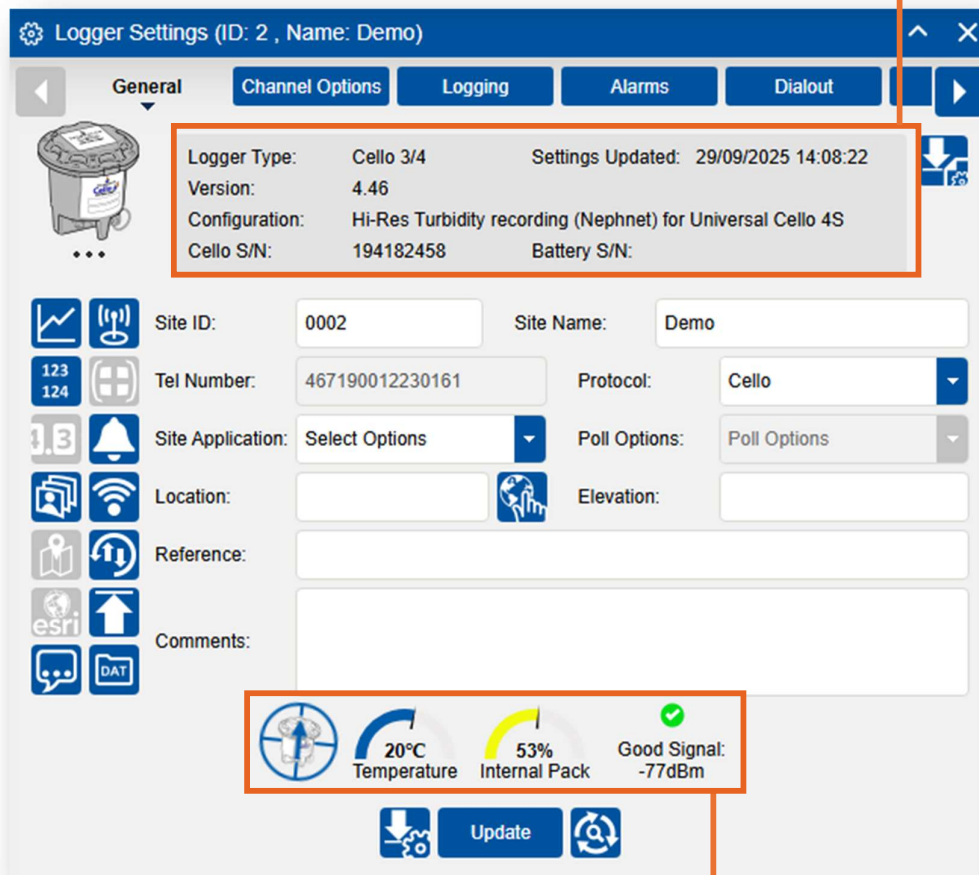 Logger Settings (ID: 2 , Name: Demo)
General Channel Options Logging Alarms Dialout
Logger Type: Cello 3/4 Settings Updated: 29/09/2025 14:08:22
Version: 4.46
Configuration: Hi-Res Turbidity recording (Nephnet) for Universal Cello 4S
Cello S/N: 194182458 Battery S/N:
Site ID: 0002 Site Name: Demo
123
124
Tel Number: 467190012230161 Protocol: Cello
Site Application: Select Options Poll Options: Poll Options
Location: Elevation:
Reference:
esri
Comments:
DAT
20°C
Temperature
53%
Internal Pack
Good Signal:
-77dBm
Update